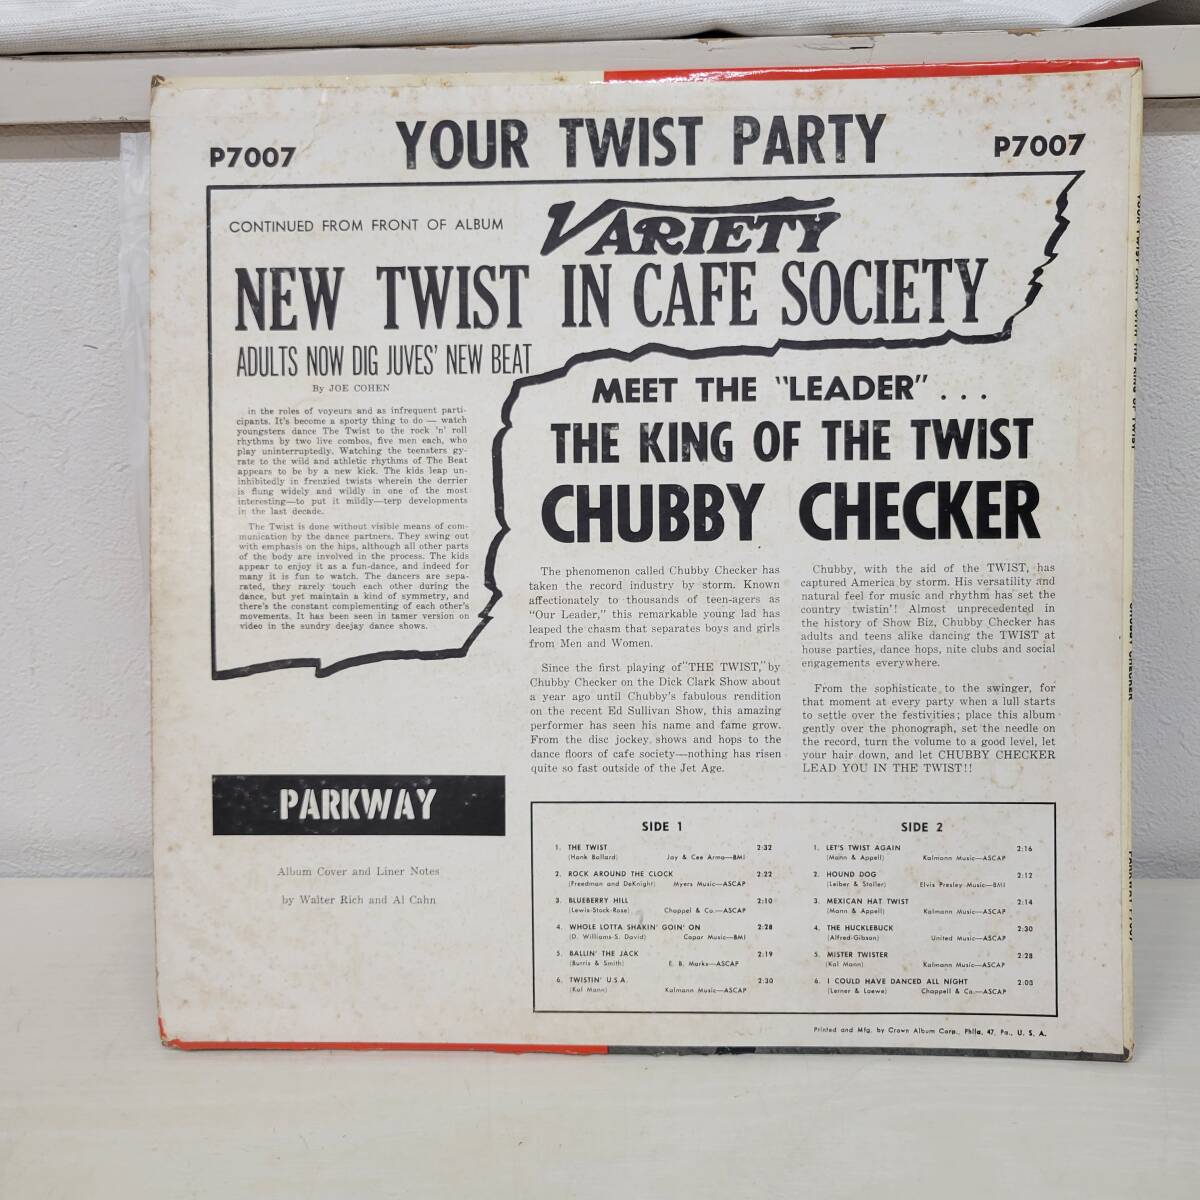 P7007
YOUR TWIST PARTY
P7007
CONTINUED FROM FRONT OF ALBUM
VARIETY
NEW TWIST IN CAFE SOCIETY
ADULTS NOW DIG JUVES' NEW BEAT
By JOE COHEN
in the roles of voyeurs and as infrequent parti-
cipants. It's become a sporty thing to do — watch
youngsters dance The Twist to the rock 'n' roll
rhythms by two live combos, five men each, who
play uninterruptedly. Watching the teensters gy-
rate to the wild and athletic rhythms of The Beat
appears to be by a new kick. The kids leap un-
inhibitedly in frenzied twists wherein the derrier
is flung widely and wildly in one of the most
interesting—to put it mildly—terp developments
in the last decade.
The Twist is done without visible means of com-
munication by the dance partners. They swing out
with emphasis on the hips, although all other parts
of the body are involved in the process. The kids
appear to enjoy it as a fun-dance, and indeed for
many it is fun to watch. The dancers are sepa-
rated, they rarely touch each other during the
dance, but yet maintain a kind of symmetry, and
there's the constant complementing of each other's
movements. It has been seen in tamer version on
video in the sundry deejay dance shows.
MEET THE "LEADER" ...
THE KING OF THE TWIST
CHUBBY CHECKER
The phenomenon called Chubby Checker has
taken the record industry by storm. Known
affectionately to thousands of teen-agers as
"Our Leader," this remarkable young lad has
leaped the chasm that separates boys and girls
from Men and Women.
Since the first playing of "THE TWIST," by
Chubby Checker on the Dick Clark Show about
a year ago until Chubby's fabulous rendition
on the recent Ed Sullivan Show, this amazing
performer has seen his name and fame grow.
From the disc jockey shows and hops to the
dance floors of cafe society—nothing has risen
quite so fast outside of the Jet Age.
Chubby, with the aid of the TWIST, has
captured America by storm. His versatility and
natural feel for music and rhythm has set the
country twistin'! Almost unprecedented in
the history of Show Biz, Chubby Checker has
adults and teens alike dancing the TWIST at
house parties, dance hops, nite clubs and social
engagements everywhere.
From the sophisticate to the swinger, for
that moment at every party when a lull starts
to settle over the festivities; place this album
gently over the phonograph, set the needle on
the record, turn the volume to a good level, let
your hair down, and let CHUBBY CHECKER
LEAD YOU IN THE TWIST!!
PARKWAY
Album Cover and Liner Notes
by Walter Rich and Al Cahn
SIDE 1
1. THE TWIST 2:32
(Hank Ballard) Jay & Cee Arma—BMI
2. ROCK AROUND THE CLOCK 2:22
(Freedman and DeKnight) Myers Music—ASCAP
3. BLUEBERRY HILL 2:10
(Lewis-Stock-Rose) Chappel & Co.—ASCAP
4. WHOLE LOTTA SHAKIN' GOIN' ON 2:28
(D. Williams-S. David) Copar Music—BMI
5. BALLIN' THE JACK 2:19
(Burris & Smith) E. B. Marks—ASCAP
6. TWISTIN' U.S.A. 2:30
(Kal Mann) Kalmann Music—ASCAP
SIDE 2
1. LET'S TWIST AGAIN 2:16
(Mann & Appell) Kalmann Music—ASCAP
2. HOUND DOG 2:12
(Leiber & Stoller) Elvis Presley Music—BMI
3. MEXICAN HAT TWIST 2:14
(Mann & Appell) Kalmann Music—ASCAP
4. THE HUCKLEBUCK 2:30
(Alfred-Gibson) United Music—ASCAP
5. MISTER TWISTER 2:28
(Kal Mann) Kalmann Music—ASCAP
6. I COULD HAVE DANCED ALL NIGHT 2:00
(Lerner & Loewe) Chappell & Co.—ASCAP
Printed and Mfg. by Crown Album Corp., Phila. 47, Pa., U. S. A.
YOUR TWIST PARTY WITH THE KING OF TWIST
CHUBBY CHECKER
PARKWAY P7007